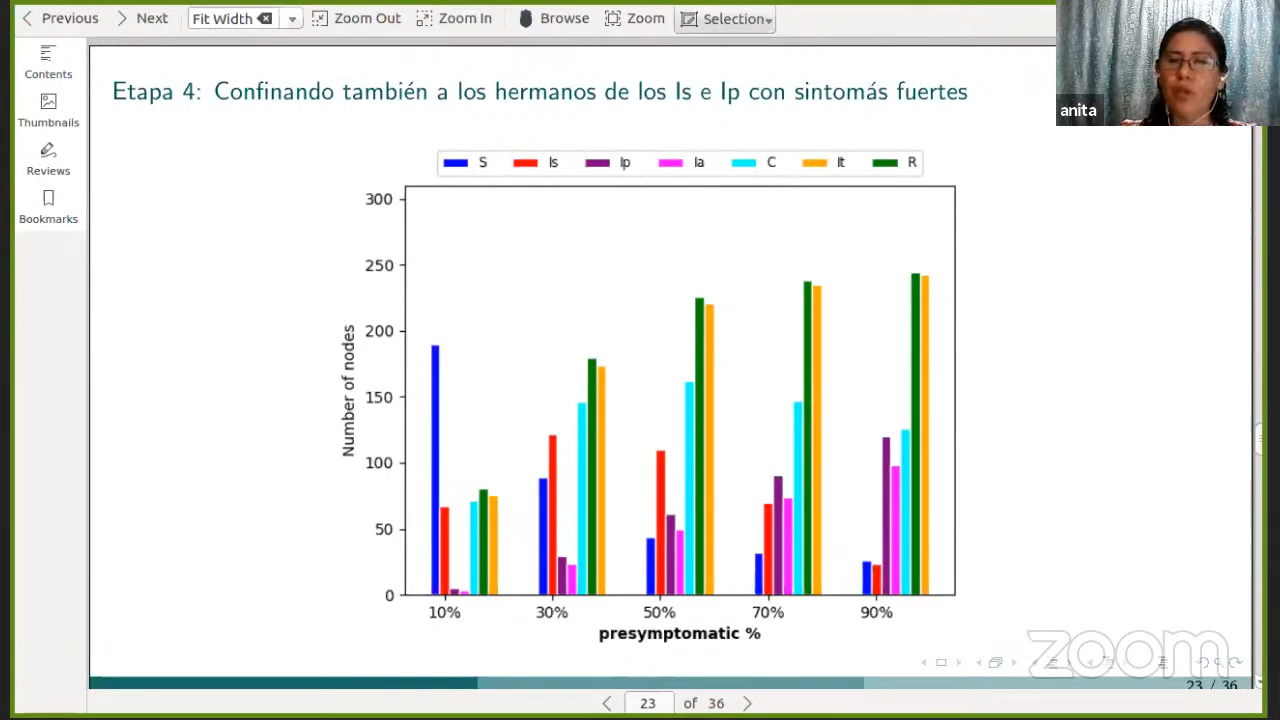 Previous Next Fit Width Zoom Out Zoom In Browse Zoom Selection
Contents
Thumbnails
Reviews
Bookmarks
anita
Etapa 4: Confinando también a los hermanos de los Is e Ip con sintomás fuertes
S Is Ip Ia C It R
300
250
200
150
100
50
0
Number of nodes
10% 30% 50% 70% 90%
presymptomatic %
zoom
23 / 36
23 of 36